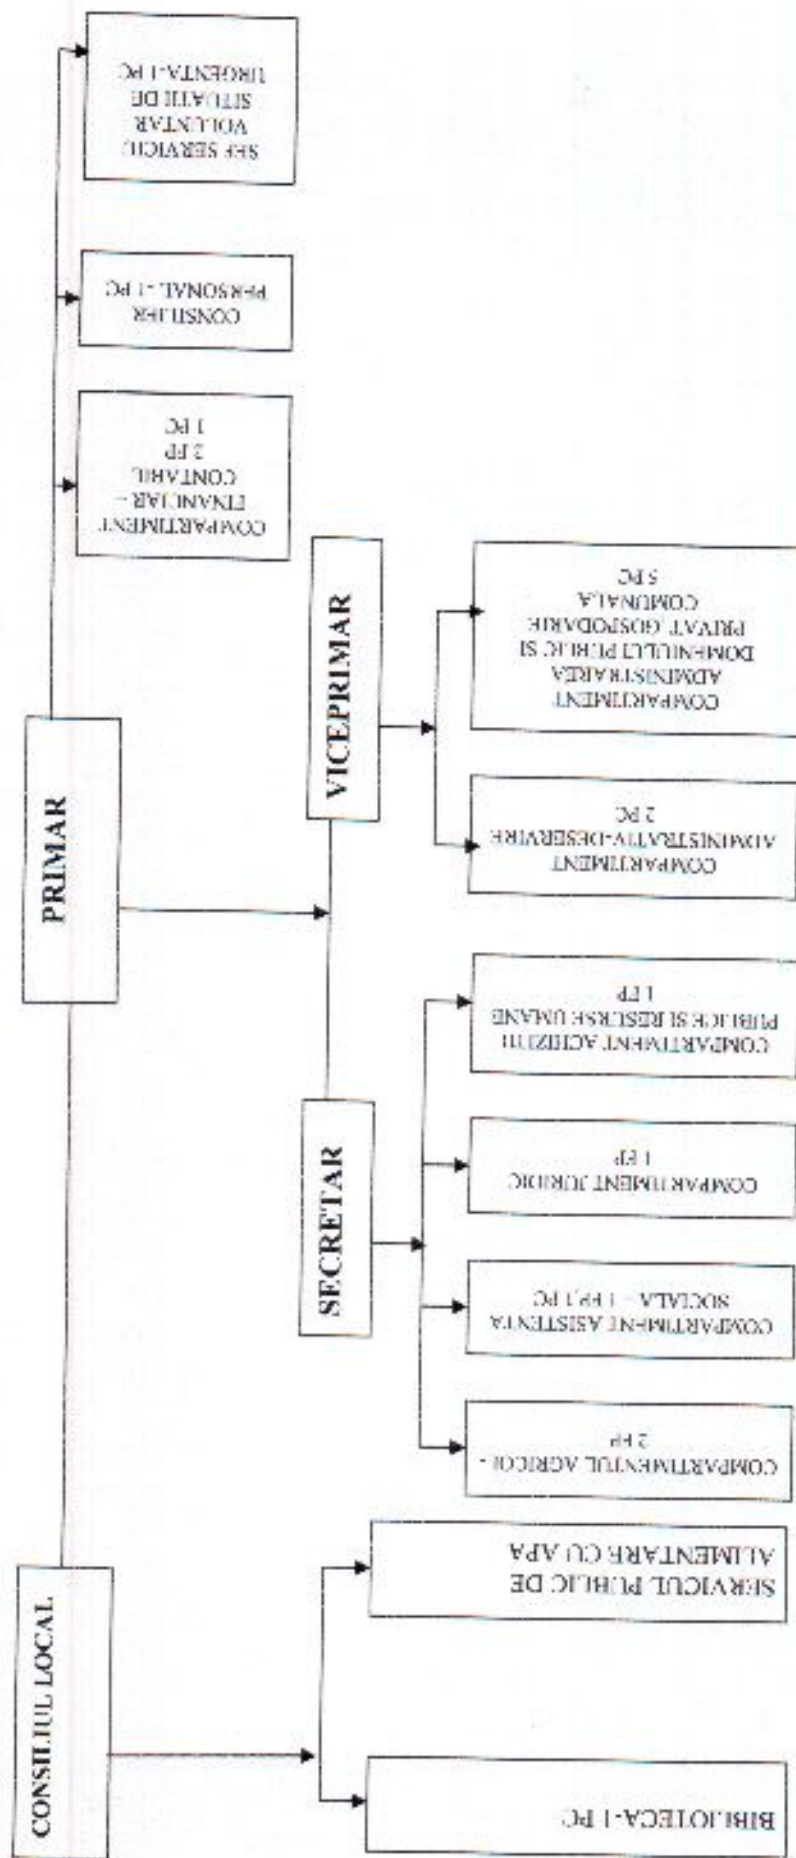 CONSILIUL LOCAL
PRIMAR
SEF SERVICIU
VOLUNTAR
SITUATII DE
URGENTA-1 PC
CONSILIER
PERSONAL -1 PC
COMPARTIMENT
FINANCIAR –
CONTABIL
2 FP
1 PC
SECRETAR
VICEPRIMAR
BIBLIOTECA-1 PC
SERVICUL PUBLIC DE
ALIMENTARE CU APA
COMPARTIMENTUL AGRICOL -
2 FP
COMPARTIMENT ASISTENTA
SOCIALA – 1 FP,1 PC
COMPARTIMENT JURIDIC
1 FP
COMPARTIMENT ACHIZITII
PUBLICE SI RESURSE UMANE
1 FP
COMPARTIMENT
ADMINISTRATIV-DESERVIRE
2 PC
COMPARTIMENT
ADMINISTRAREA
DOMENIULUI PUBLIC SI
PRIVAT, GOSPODARIE
COMUNALA
5 PC